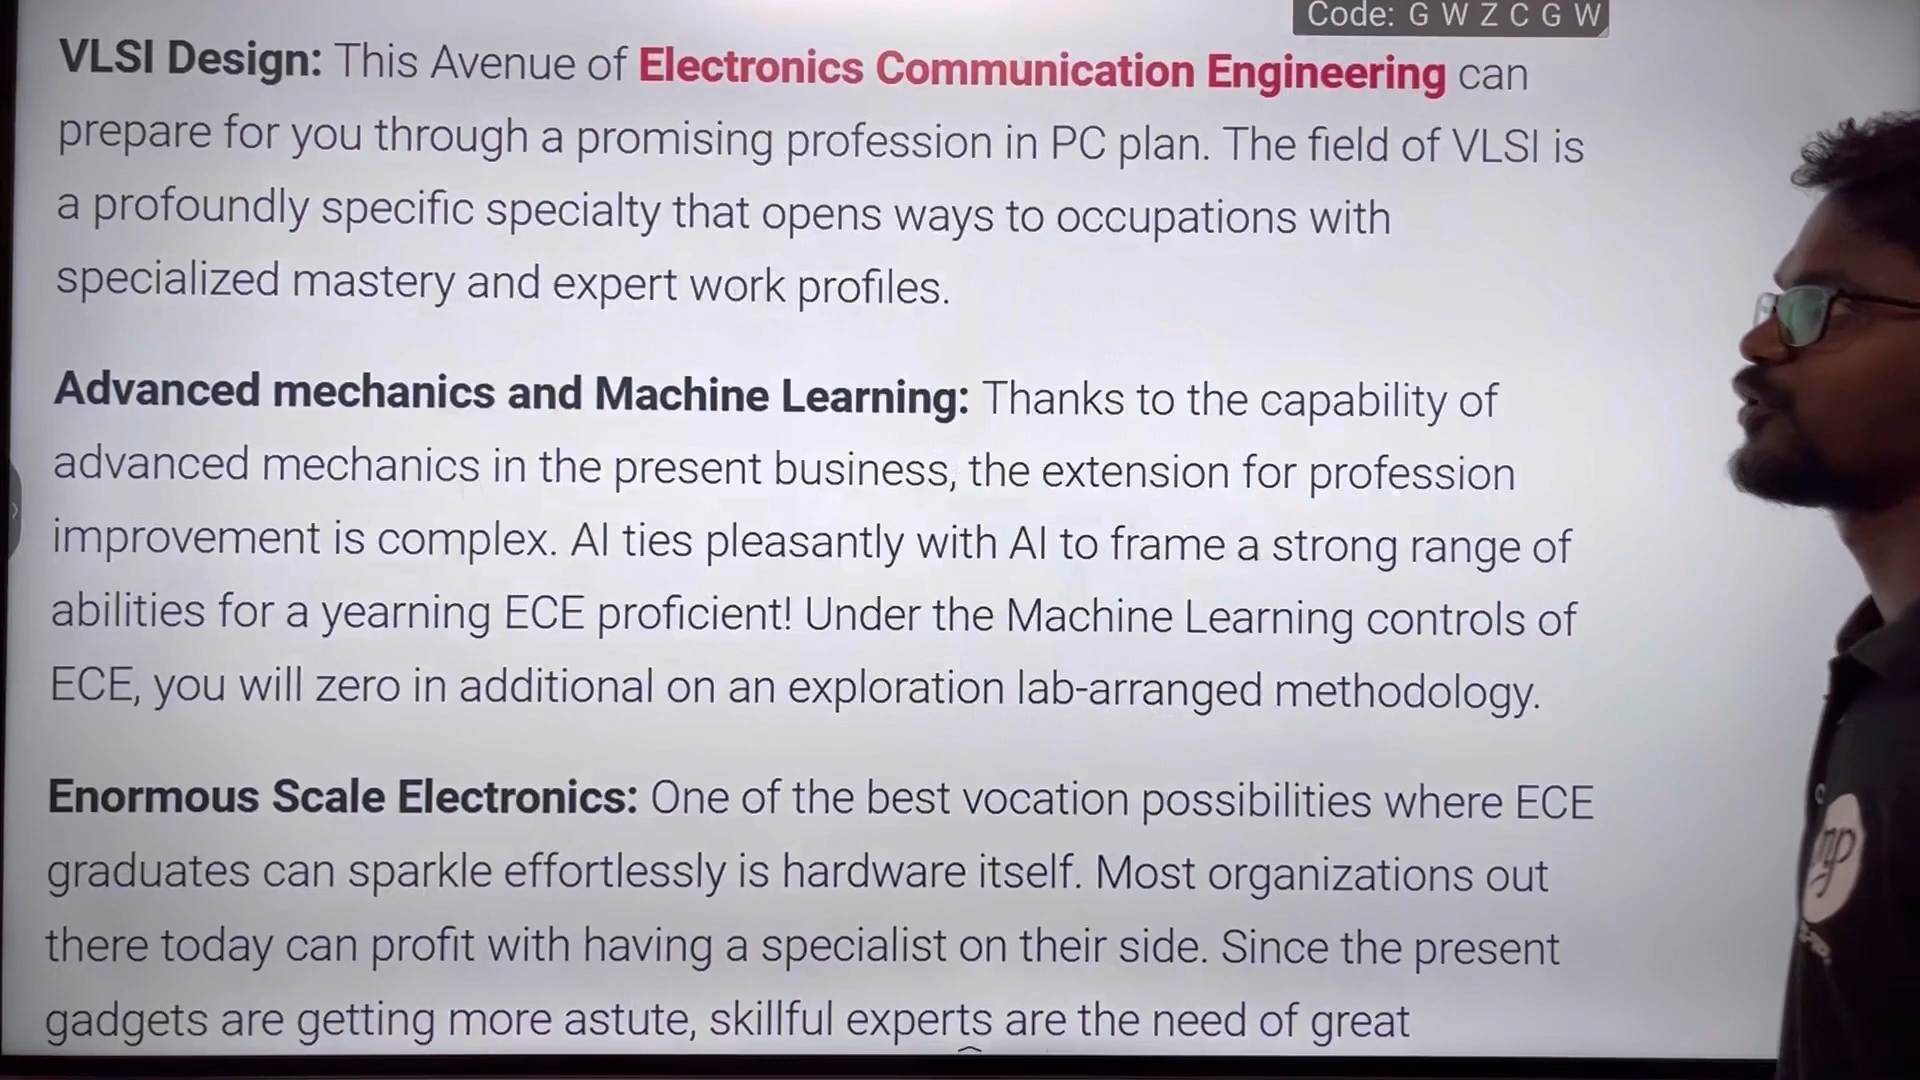 Code: G W Z C G W
VLSI Design: This Avenue of Electronics Communication Engineering can
prepare for you through a promising profession in PC plan. The field of VLSI is
a profoundly specific specialty that opens ways to occupations with
specialized mastery and expert work profiles.
Advanced mechanics and Machine Learning: Thanks to the capability of
advanced mechanics in the present business, the extension for profession
improvement is complex. AI ties pleasantly with AI to frame a strong range of
abilities for a yearning ECE proficient! Under the Machine Learning controls of
ECE, you will zero in additional on an exploration lab-arranged methodology.
Enormous Scale Electronics: One of the best vocation possibilities where ECE
graduates can sparkle effortlessly is hardware itself. Most organizations out
there today can profit with having a specialist on their side. Since the present
gadgets are getting more astute, skillful experts are the need of great